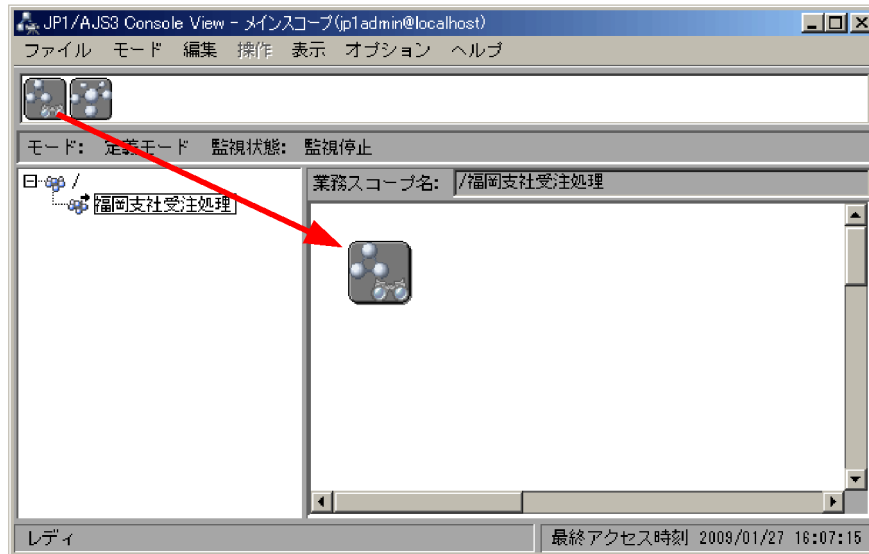 JP1/AJS3 Console View - メインスコープ(jp1admin@localhost)
ファイル モード 編集 操作 表示 オプション ヘルプ
モード: 定義モード 監視状態: 監視停止
/
福岡支社受注処理
業務スコープ名: /福岡支社受注処理
レディ
最終アクセス時刻 2009/01/27 16:07:15